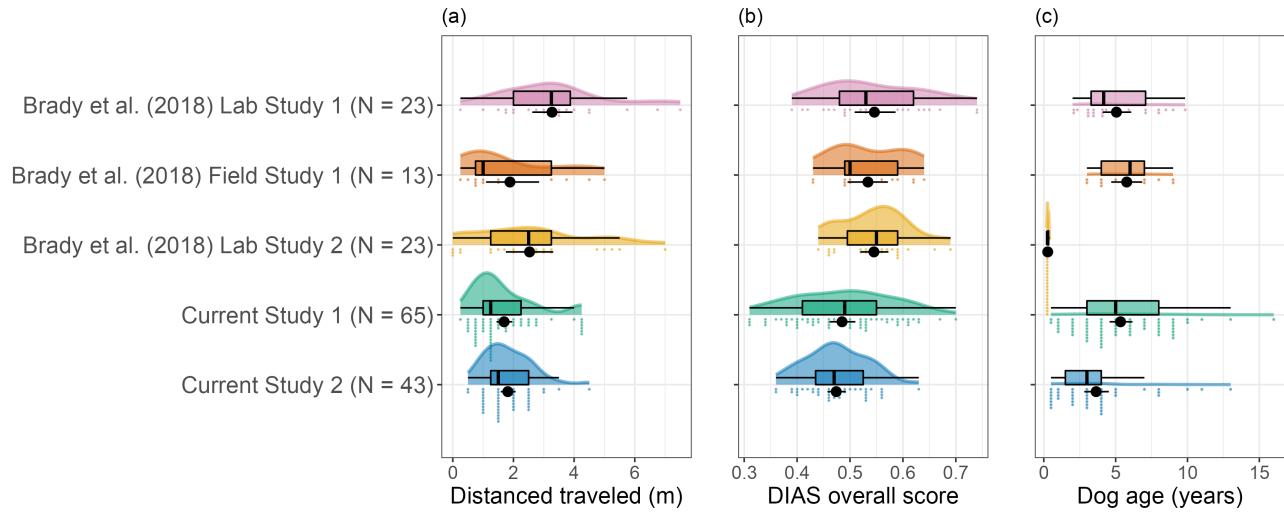 (a) (b) (c)
Brady et al. (2018) Lab Study 1 (N = 23)
Brady et al. (2018) Field Study 1 (N = 13)
Brady et al. (2018) Lab Study 2 (N = 23)
Current Study 1 (N = 65)
Current Study 2 (N = 43)
0 2 4 6 0.3 0.4 0.5 0.6 0.7 0 5 10 15
Distanced traveled (m) DIAS overall score Dog age (years)